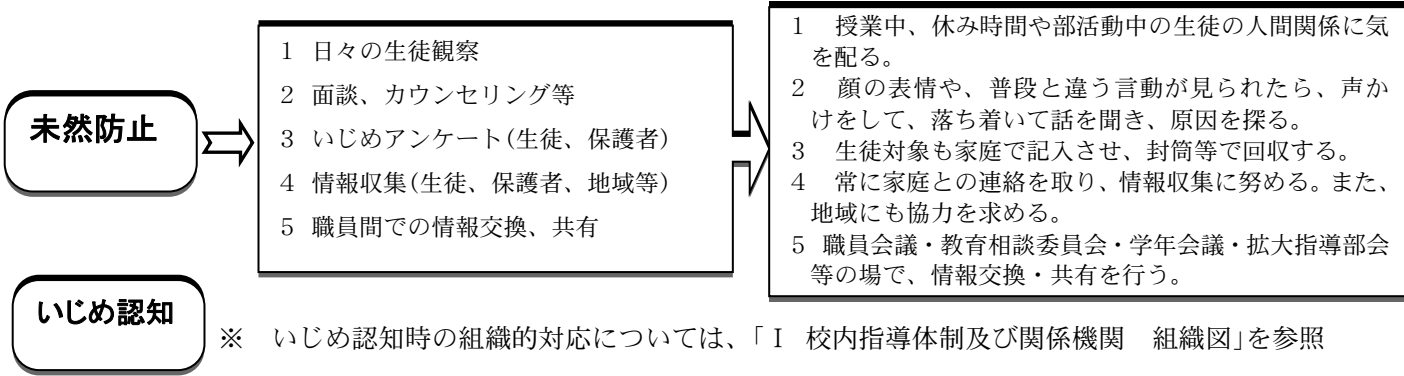 未然防止
1 日々の生徒観察
2 面談、カウンセリング等
3 いじめアンケート(生徒、保護者)
4 情報収集(生徒、保護者、地域等)
5 職員間での情報交換、共有
1 授業中、休み時間や部活動中の生徒の人間関係に気
を配る。
2 顔の表情や、普段と違う言動が見られたら、声か
けをして、落ち着いて話を聞き、原因を探る。
3 生徒対象も家庭で記入させ、封筒等で回収する。
4 常に家庭との連絡を取り、情報収集に努める。また、
地域にも協力を求める。
5 職員会議・教育相談委員会・学年会議・拡大指導部会
等の場で、情報交換・共有を行う。
いじめ認知
※ いじめ認知時の組織的対応については、「Ⅰ 校内指導体制及び関係機関 組織図」を参照